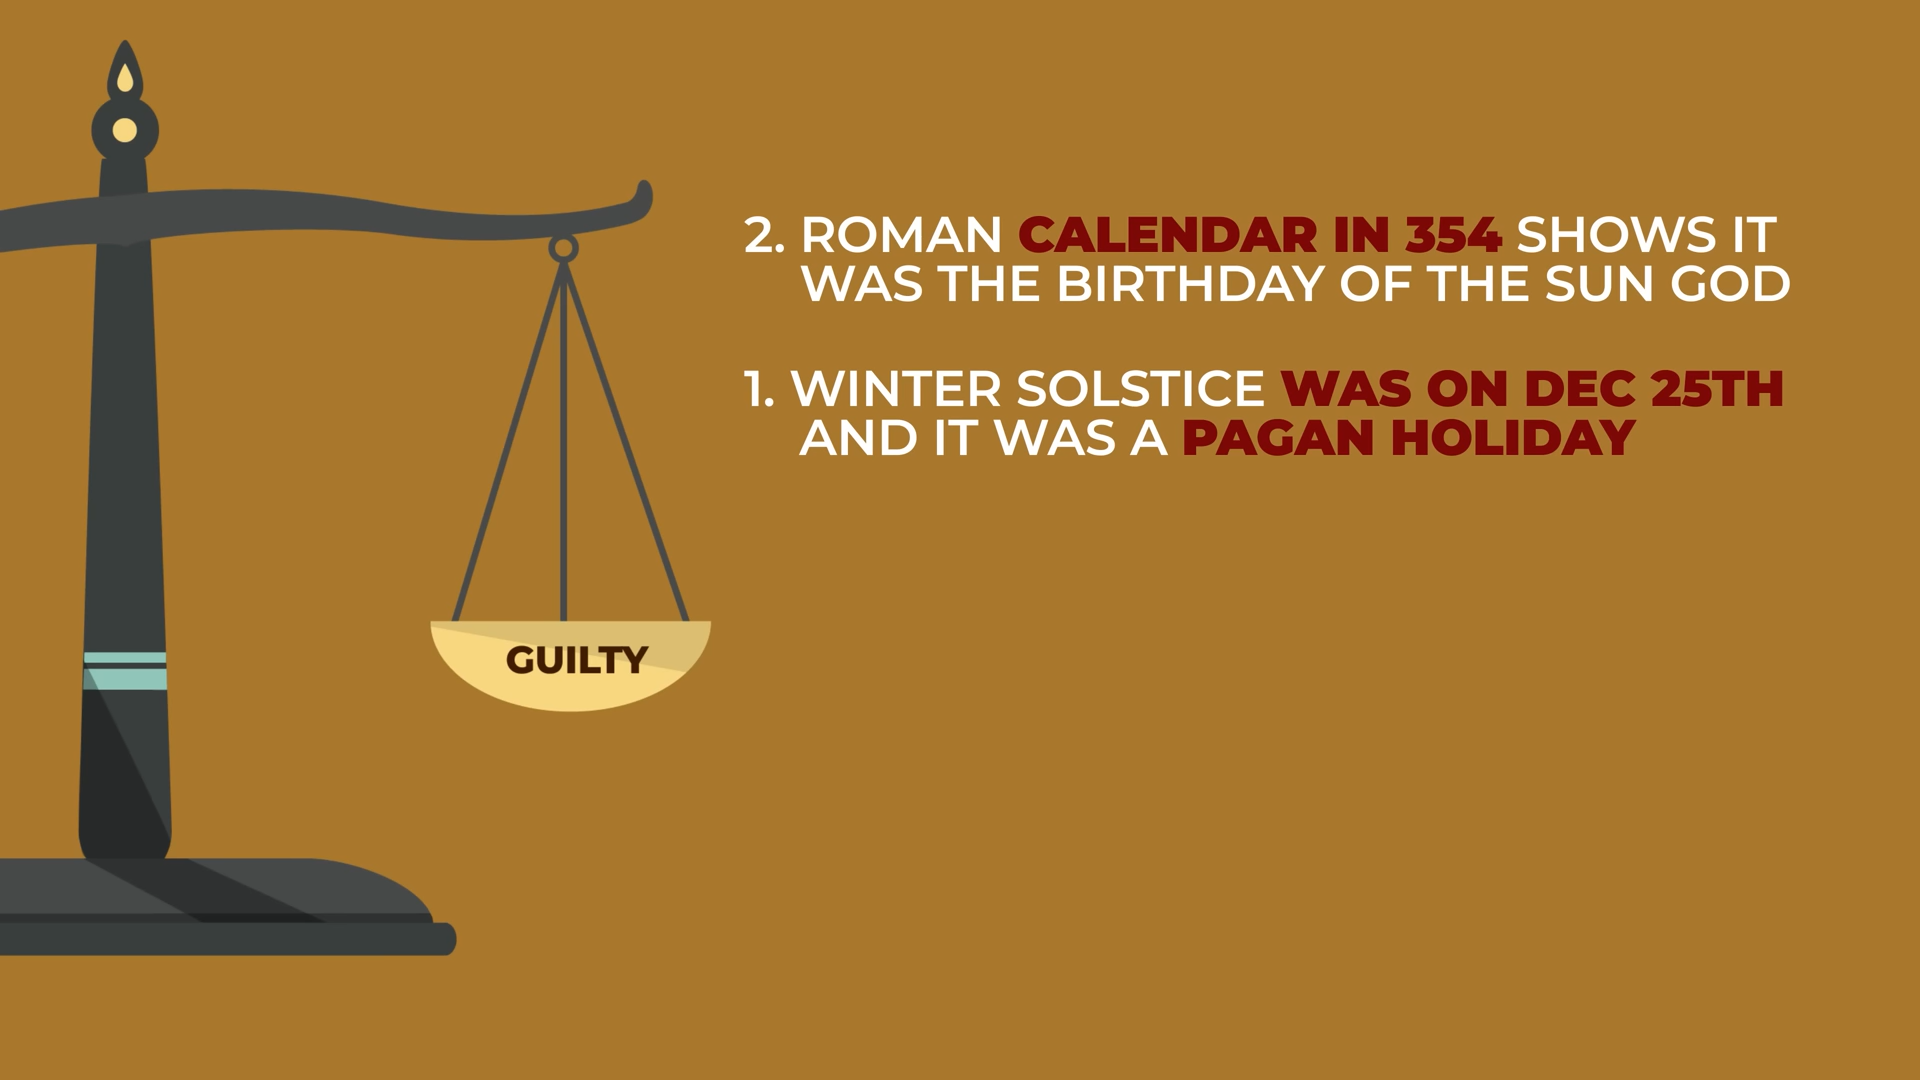 2. ROMAN CALENDAR IN 354 SHOWS IT
WAS THE BIRTHDAY OF THE SUN GOD
1. WINTER SOLSTICE WAS ON DEC 25TH
AND IT WAS A PAGAN HOLIDAY
GUILTY